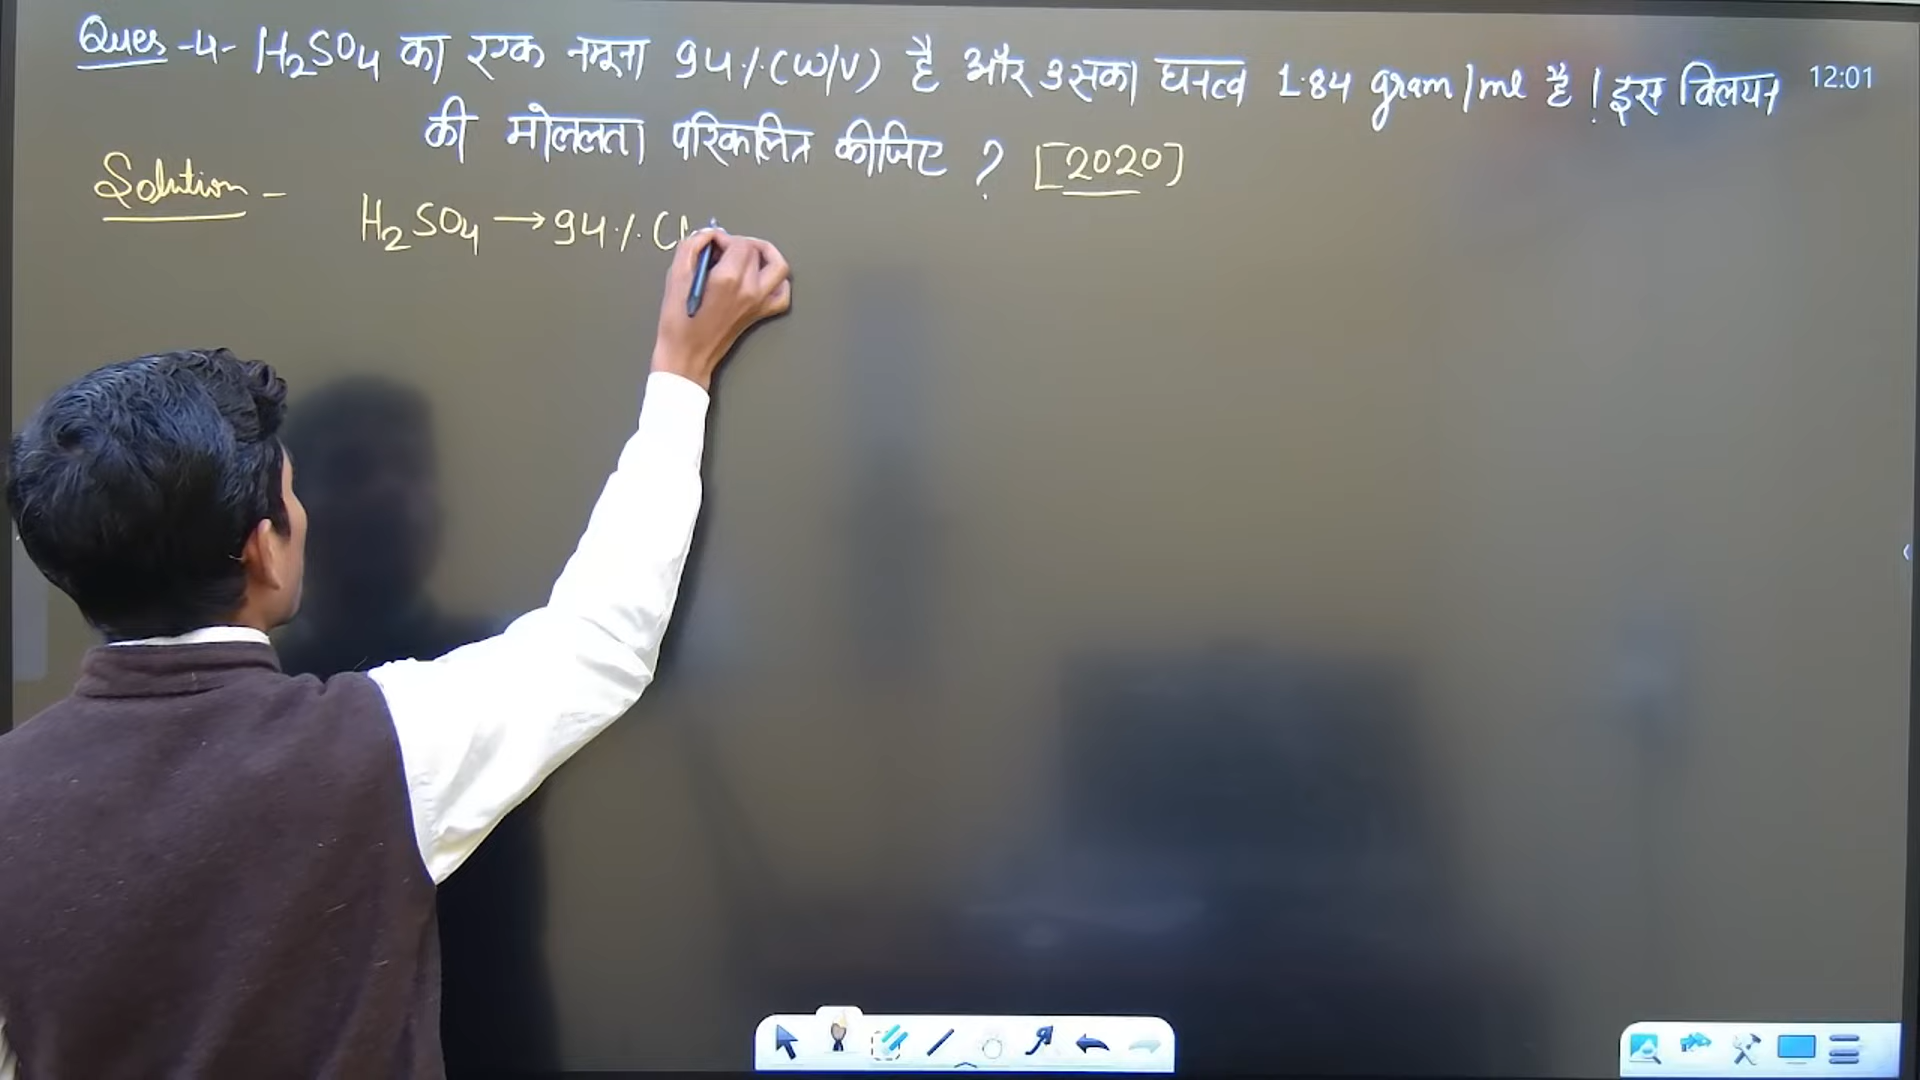 Ques -4- H₂SO₄ का एक नमूना 94% (w/v) है और उसका घनत्व 1.84 gram/ml है। इस विलयन
12:01
की मोललता परिकलित कीजिए ? [2020]
Solution -
H₂SO₄ → 94% (